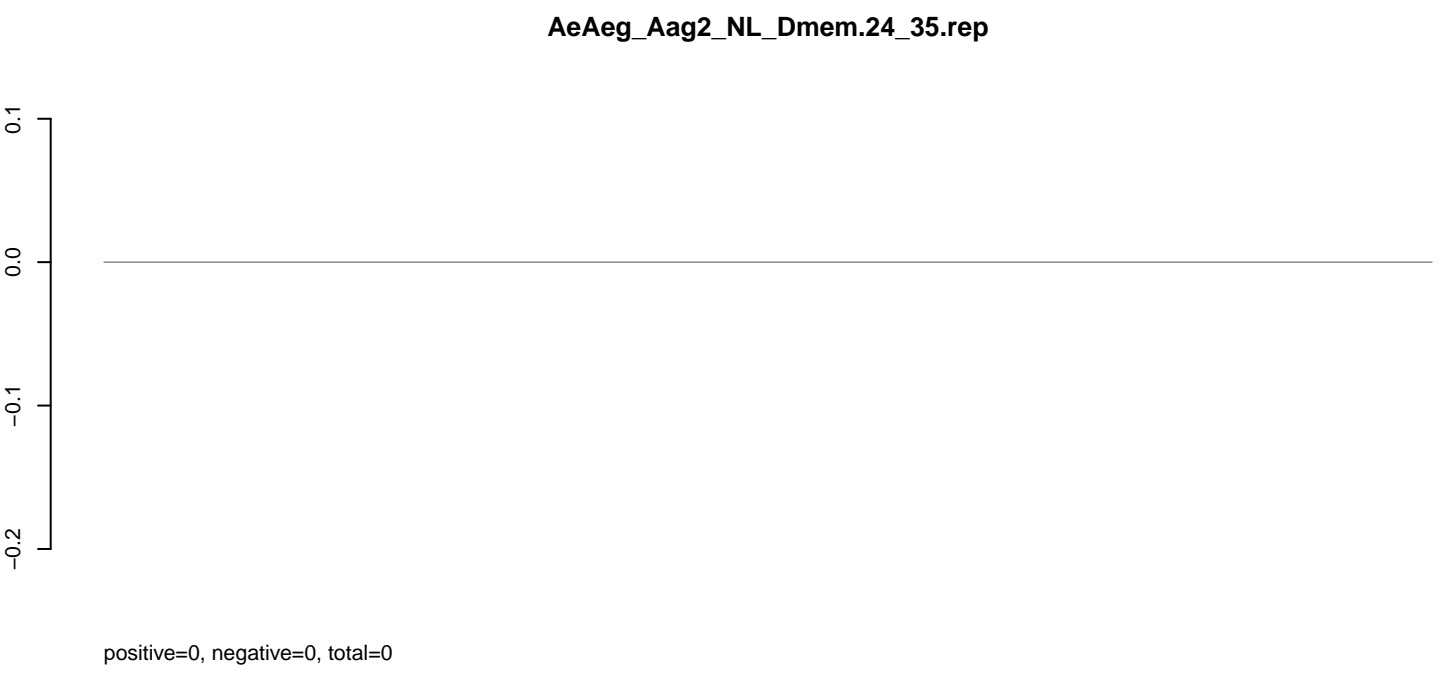 AeAeg_Aag2_NL_Dmem.24_35.rep
0.1
0.0
−0.1
−0.2
positive=0, negative=0, total=0